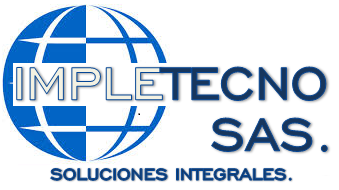 IMPLETECNO
SAS.
SOLUCIONES INTEGRALES.